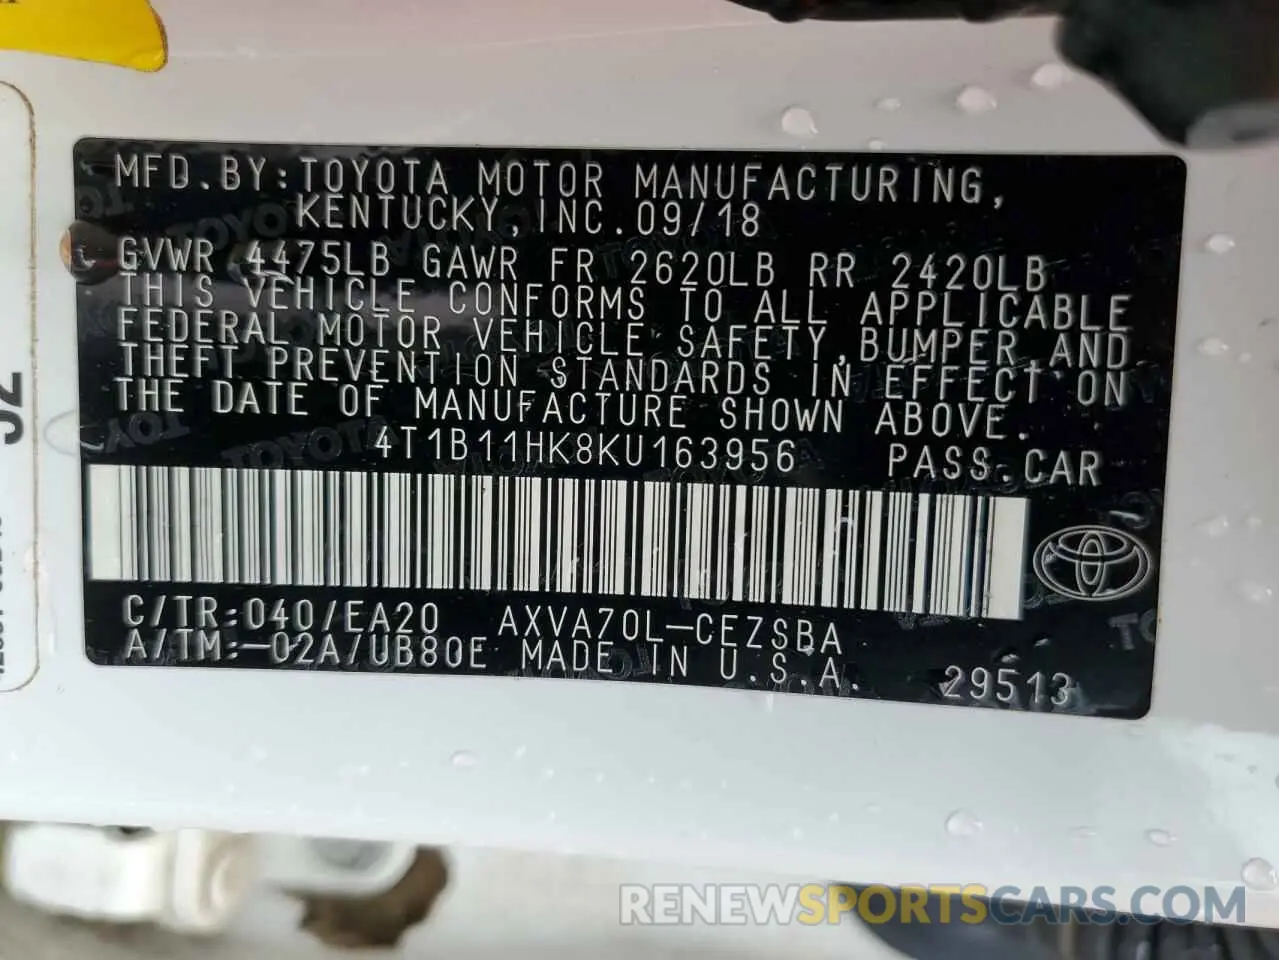 MFD.BY:TOYOTA MOTOR MANUFACTURING,
KENTUCKY,INC.09/18
GVWR 4475LB GAWR FR 2620LB RR 2420LB
THIS VEHICLE CONFORMS TO ALL APPLICABLE
FEDERAL MOTOR VEHICLE SAFETY,BUMPER,AND
THEFT PREVENTION STANDARDS IN EFFECT ON
THE DATE OF MANUFACTURE SHOWN ABOVE.
4T1B11HK8KU163956 PASS.CAR
C/TR:040/EA20 AXVA70L-CEZSBA
A/TM:-02A/UB80E MADE IN U.S.A.
29513
RENEWSPORTSCARS.COM